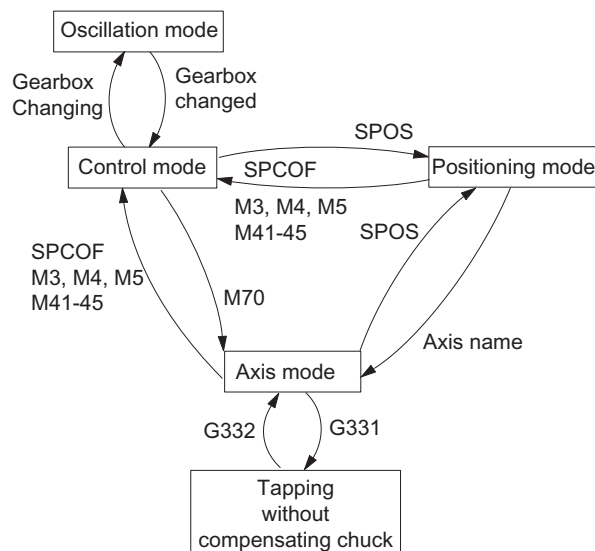 Oscillation mode
Gearbox
Changing
Gearbox
changed
SPOS
Control mode
SPCOF
Positioning mode
M3, M4, M5
M41-45
SPOS
SPCOF
M3, M4, M5
M41-45
M70
Axis name
Axis mode
G332
G331
Tapping
without
compensating chuck